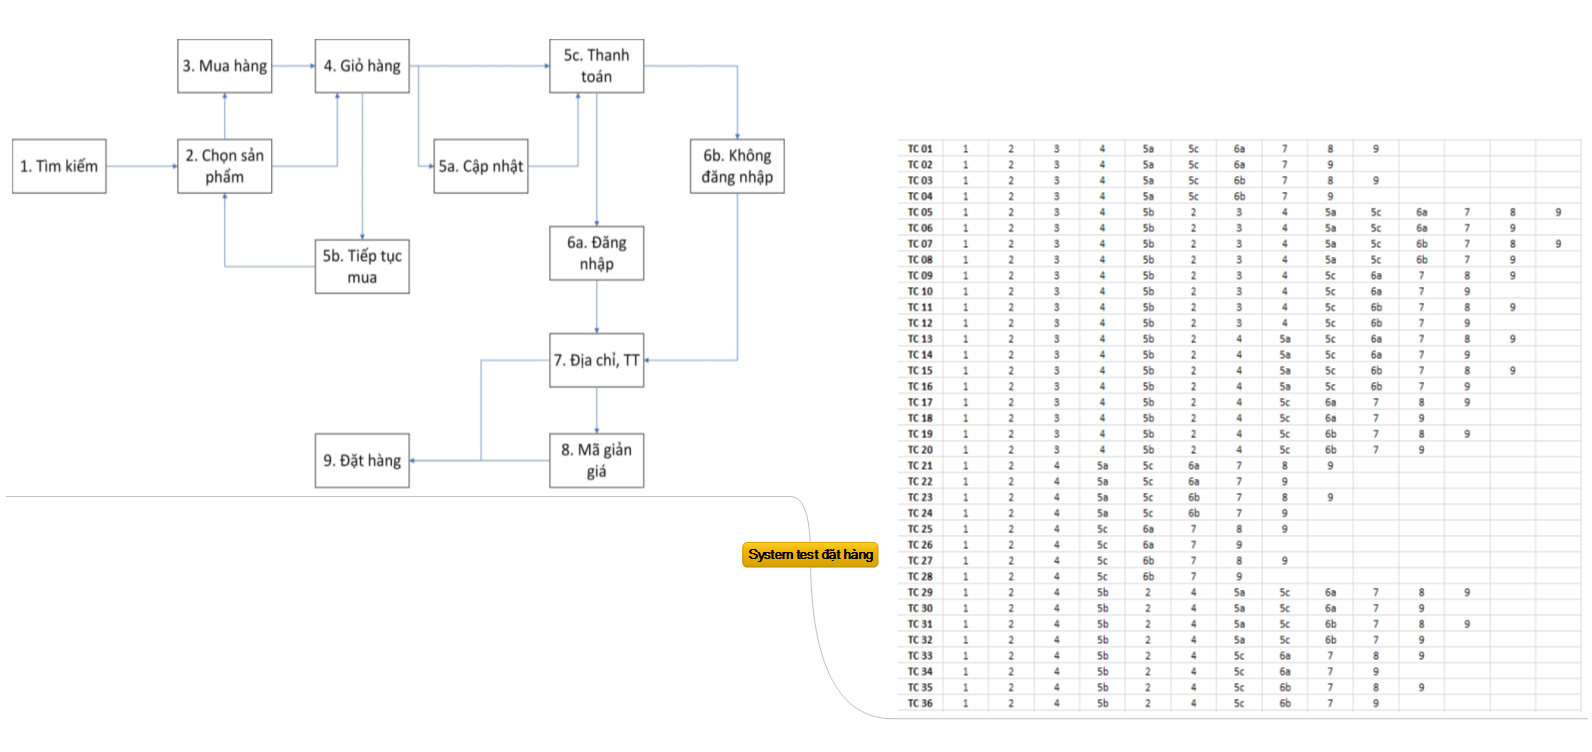 3. Mua hàng
4. Giỏ hàng
5c. Thanh
toán
1. Tìm kiếm
2. Chọn sản
phẩm
5a. Cập nhật
6b. Không
đăng nhập
5b. Tiếp tục
mua
6a. Đăng
nhập
7. Địa chỉ, TT
9. Đặt hàng
8. Mã giản
giá
System test đặt hàng
TC 01 1 2 3 4 5a 5c 6a 7 8 9
TC 02 1 2 3 4 5a 5c 6a 7 9
TC 03 1 2 3 4 5a 5c 6b 7 8 9
TC 04 1 2 3 4 5a 5c 6b 7 9
TC 05 1 2 3 4 5b 2 3 4 5a 5c 6a 7 8 9
TC 06 1 2 3 4 5b 2 3 4 5a 5c 6a 7 9
TC 07 1 2 3 4 5b 2 3 4 5a 5c 6b 7 8 9
TC 08 1 2 3 4 5b 2 3 4 5a 5c 6b 7 9
TC 09 1 2 3 4 5b 2 3 4 5c 6a 7 8 9
TC 10 1 2 3 4 5b 2 3 4 5c 6a 7 9
TC 11 1 2 3 4 5b 2 3 4 5c 6b 7 8 9
TC 12 1 2 3 4 5b 2 3 4 5c 6b 7 9
TC 13 1 2 3 4 5b 2 4 5a 5c 6a 7 8 9
TC 14 1 2 3 4 5b 2 4 5a 5c 6a 7 9
TC 15 1 2 3 4 5b 2 4 5a 5c 6b 7 8 9
TC 16 1 2 3 4 5b 2 4 5a 5c 6b 7 9
TC 17 1 2 3 4 5b 2 4 5c 6a 7 8 9
TC 18 1 2 3 4 5b 2 4 5c 6a 7 9
TC 19 1 2 3 4 5b 2 4 5c 6b 7 8 9
TC 20 1 2 3 4 5b 2 4 5c 6b 7 9
TC 21 1 2 4 5a 5c 6a 7 8 9
TC 22 1 2 4 5a 5c 6a 7 9
TC 23 1 2 4 5a 5c 6b 7 8 9
TC 24 1 2 4 5a 5c 6b 7 9
TC 25 1 2 4 5c 6a 7 8 9
TC 26 1 2 4 5c 6a 7 9
TC 27 1 2 4 5c 6b 7 8 9
TC 28 1 2 4 5c 6b 7 9
TC 29 1 2 4 5b 2 4 5a 5c 6a 7 8 9
TC 30 1 2 4 5b 2 4 5a 5c 6a 7 9
TC 31 1 2 4 5b 2 4 5a 5c 6b 7 8 9
TC 32 1 2 4 5b 2 4 5a 5c 6b 7 9
TC 33 1 2 4 5b 2 4 5c 6a 7 8 9
TC 34 1 2 4 5b 2 4 5c 6a 7 9
TC 35 1 2 4 5b 2 4 5c 6b 7 8 9
TC 36 1 2 4 5b 2 4 5c 6b 7 9